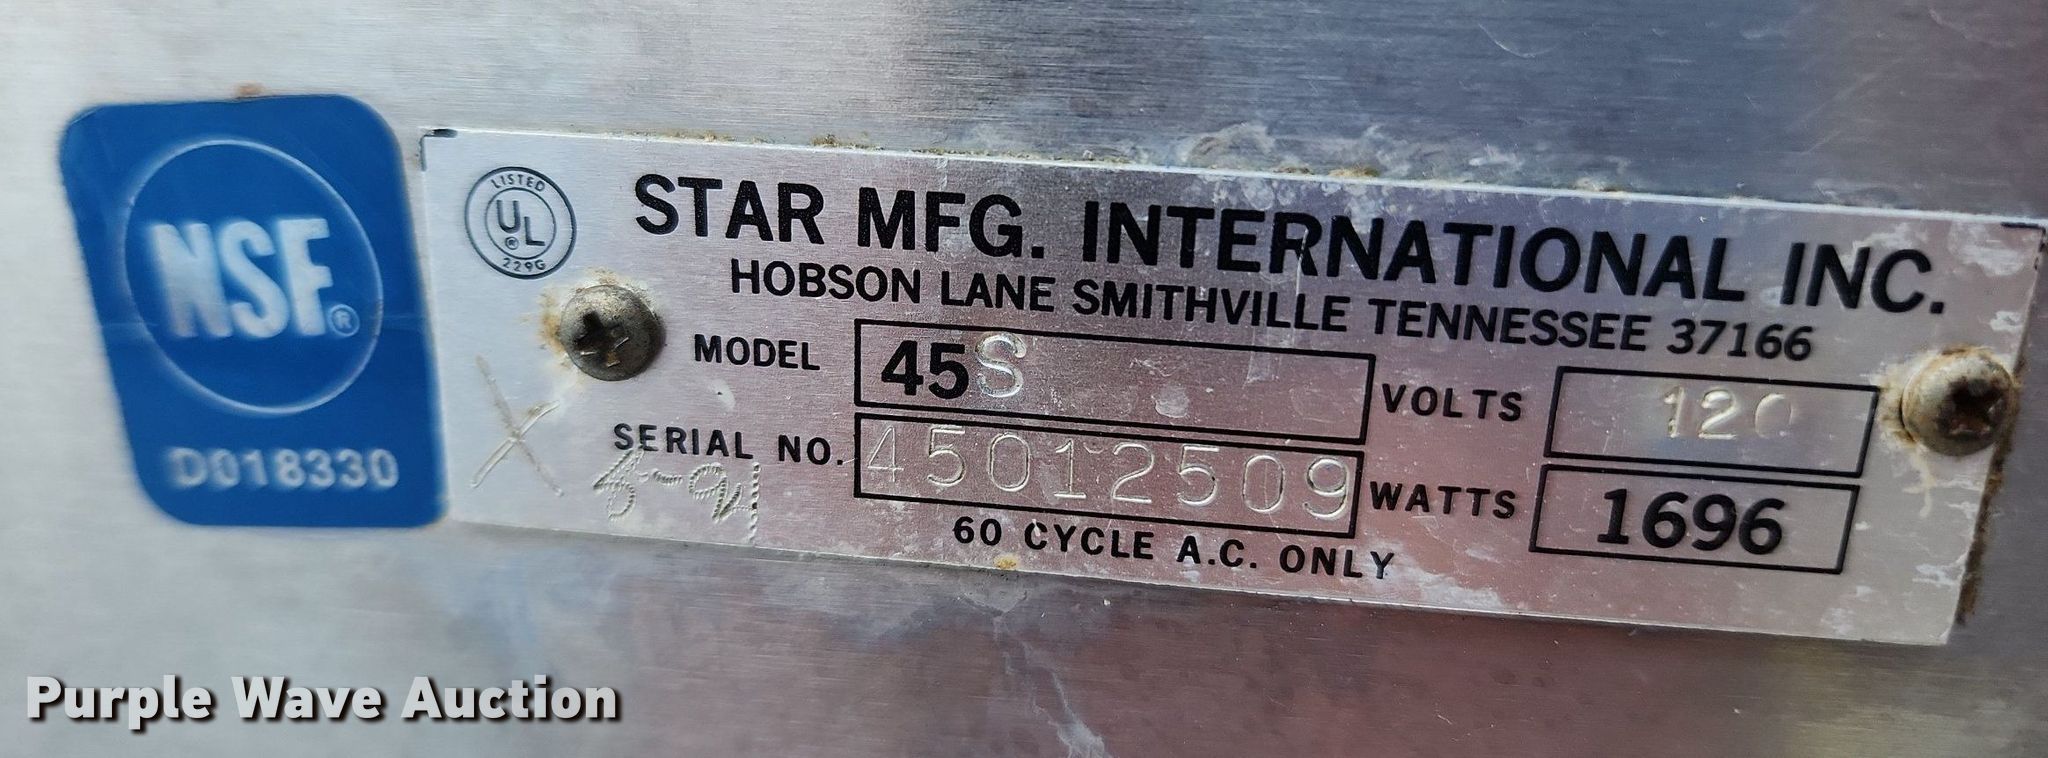 NSF®
D018330
LISTED
UL®
229G
STAR MFG. INTERNATIONAL INC.
HOBSON LANE SMITHVILLE TENNESSEE 37166
MODEL 45S VOLTS 120
SERIAL NO. 45012509 WATTS 1696
60 CYCLE A.C. ONLY
X
Purple Wave Auction